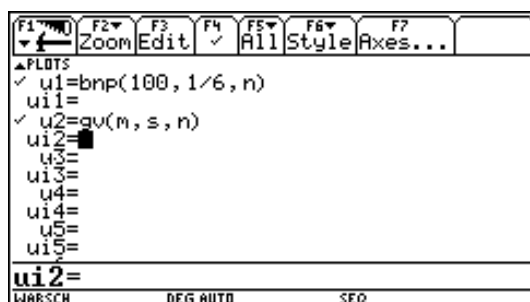 F1 F2 F3 F4 F5 F6 F7
Zoom Edit ✓ All Style Axes...
PLOTS
✓ u1=bnp(100,1/6,n)
ui1=
✓ u2=gv(m,s,n)
ui2=
u3=
ui3=
u4=
ui4=
u5=
ui5=
ui2=
WARSCH DEG AUTO SEQ